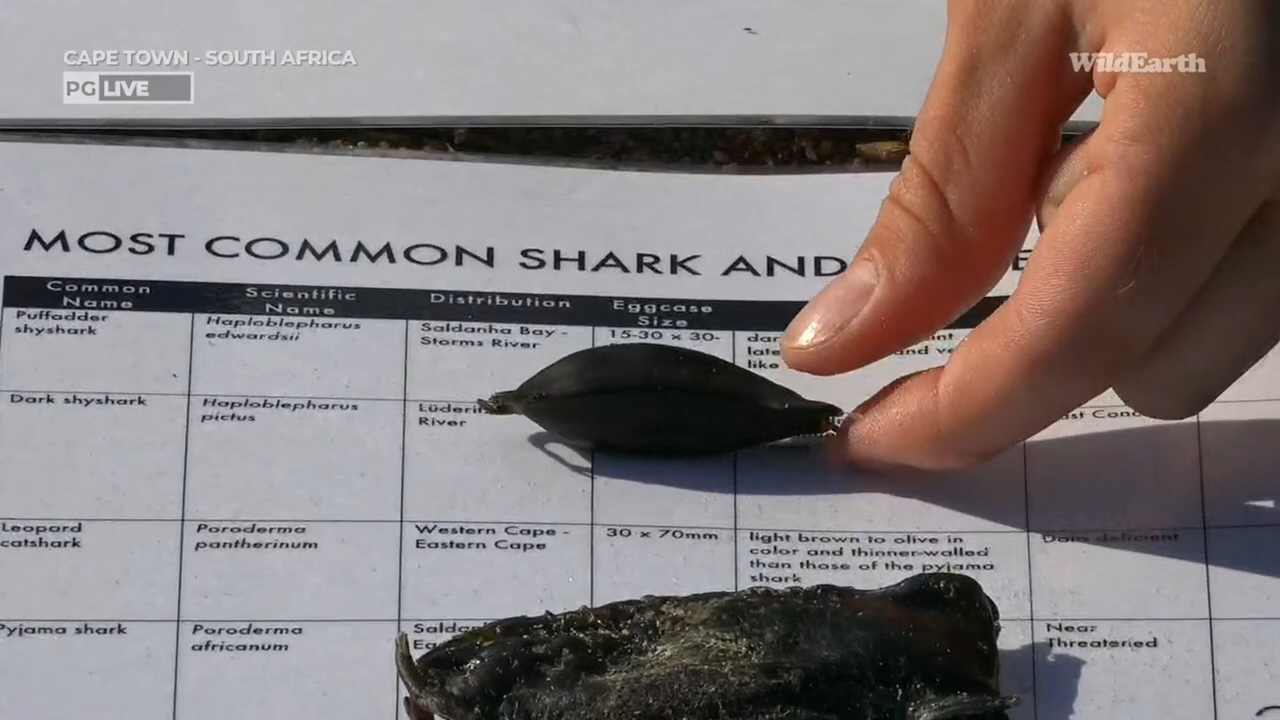 CAPE TOWN - SOUTH AFRICA
PG LIVE
WildEarth
MOST COMMON SHARK AND
Common
Name
Scientific
Name
Distribution
Eggcase
Size
Puffadder
shyshark
Haploblepharus
edwardsii
Saldanha Bay -
Storms River
15-30 x 30-
like
Dark shyshark
Haploblepharus
pictus
River
Leopard
catshark
Poroderma
pantherinum
Western Cape -
Eastern Cape
30 x 70mm
light brown to olive in
color and thinner-walled
than those of the pyjama
shark
Data deficient
Pyjama shark
Poroderma
africanum
Near
Threatened